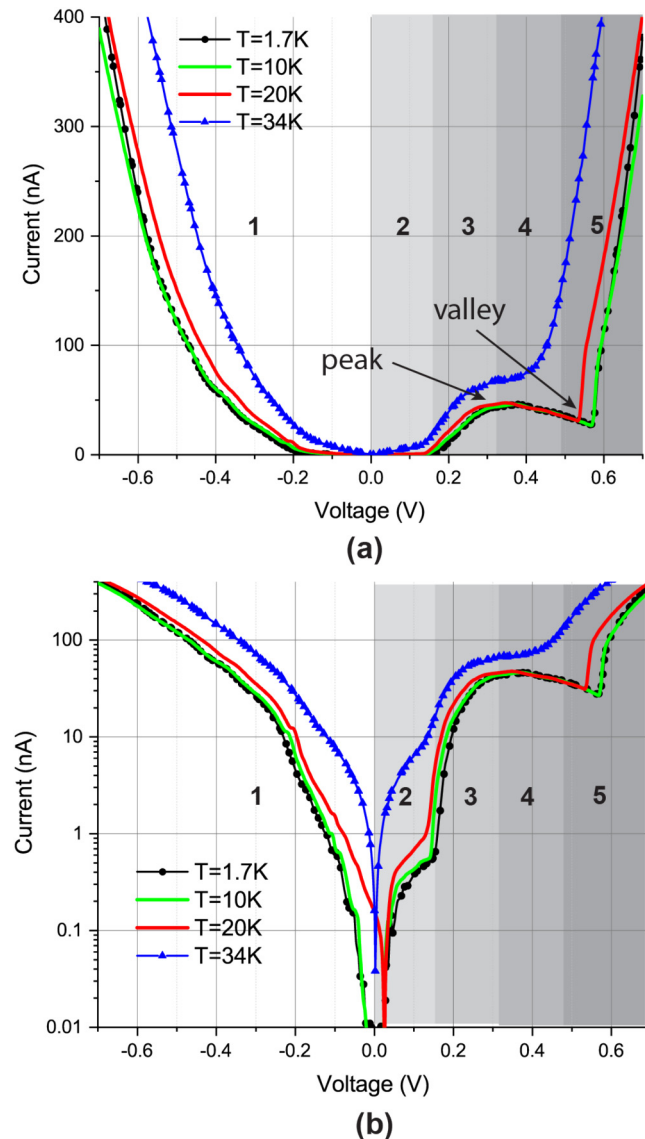 400
300
200
100
0
Current (nA)
T=1.7K
T=10K
T=20K
T=34K
1
2
3
4
5
peak
valley
-0.6
-0.4
-0.2
0.0
0.2
0.4
0.6
Voltage (V)
(a)
100
10
1
0.1
0.01
Current (nA)
1
2
3
4
5
T=1.7K
T=10K
T=20K
T=34K
-0.6
-0.4
-0.2
0.0
0.2
0.4
0.6
Voltage (V)
(b)